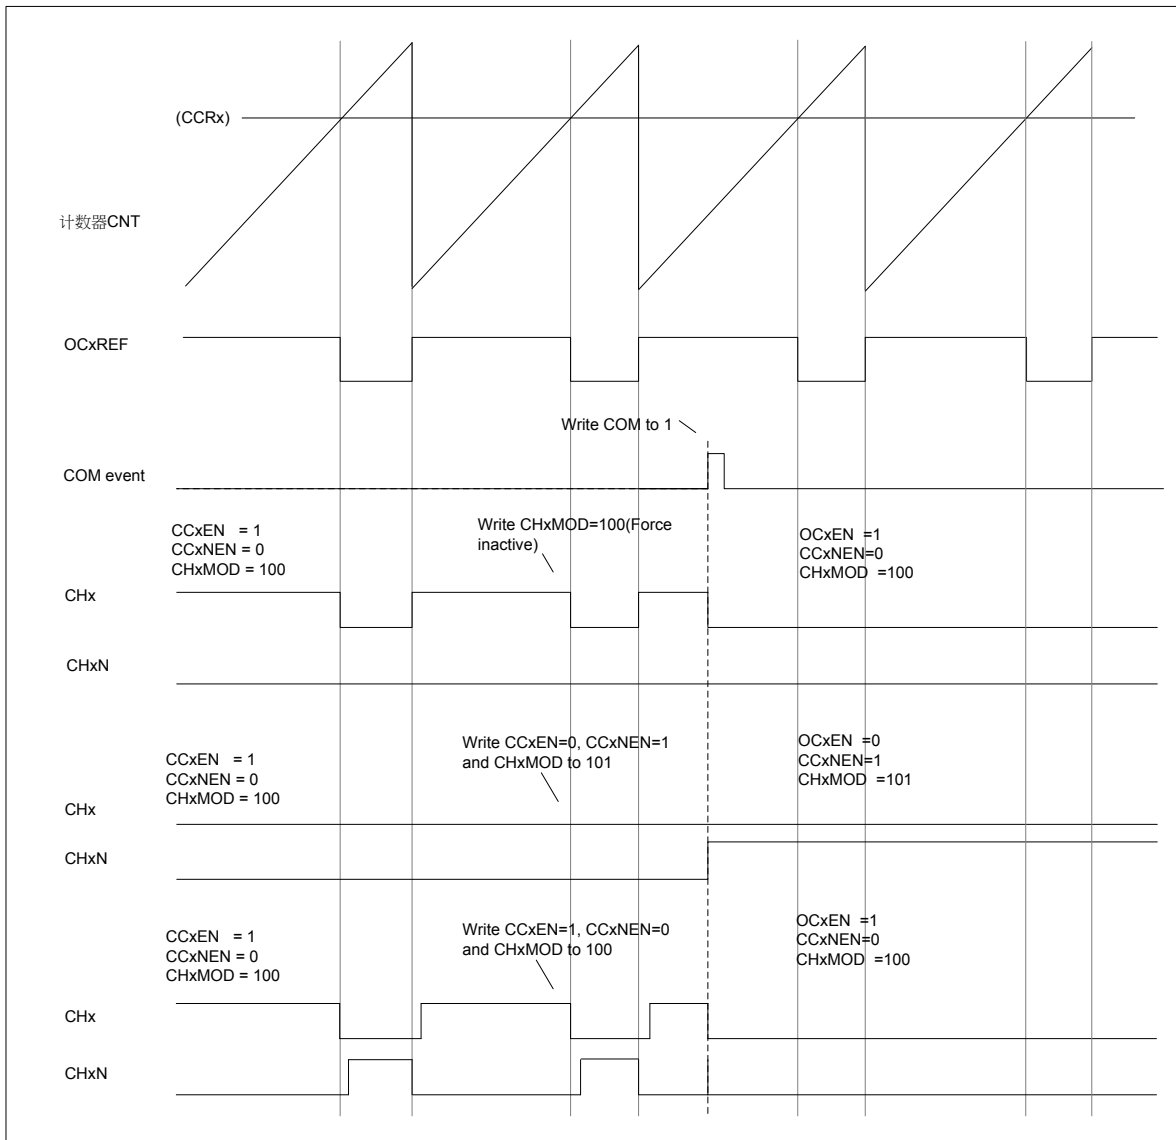 (CCRx)
计数器CNT
OCxREF
Write COM to 1
COM event
CCxEN = 1
CCxNEN = 0
CHxMOD = 100
Write CHxMOD=100(Force
inactive)
OCxEN =1
CCxNEN=0
CHxMOD =100
CHx
CHxN
CCxEN = 1
CCxNEN = 0
CHxMOD = 100
Write CCxEN=0, CCxNEN=1
and CHxMOD to 101
OCxEN =0
CCxNEN=1
CHxMOD =101
CHx
CHxN
CCxEN = 1
CCxNEN = 0
CHxMOD = 100
Write CCxEN=1, CCxNEN=0
and CHxMOD to 100
OCxEN =1
CCxNEN=0
CHxMOD =100
CHx
CHxN